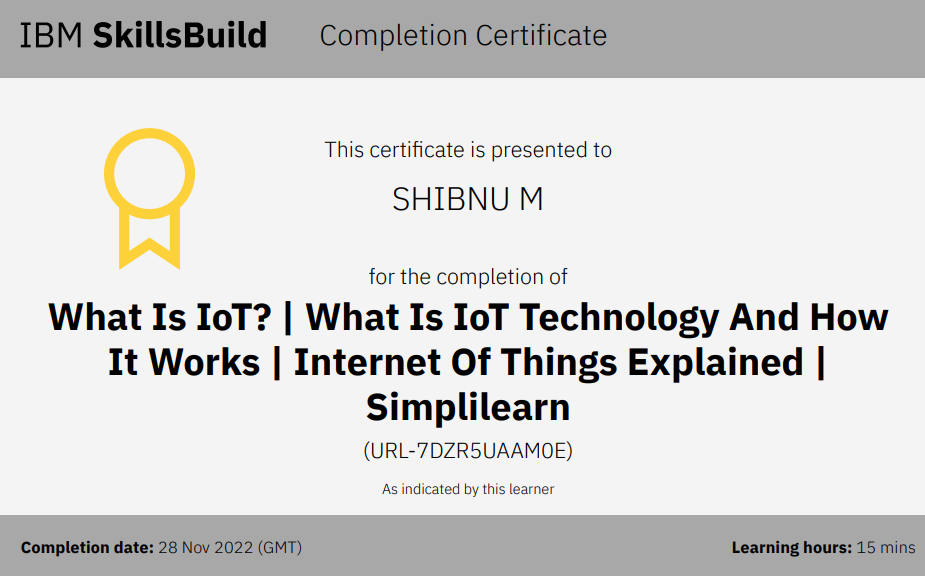 IBM SkillsBuild Completion Certificate
This certificate is presented to
SHIBNU M
for the completion of
What Is IoT? | What Is IoT Technology And How
It Works | Internet Of Things Explained |
Simplilearn
(URL-7DZR5UAAM0E)
As indicated by this learner
Completion date: 28 Nov 2022 (GMT) Learning hours: 15 mins